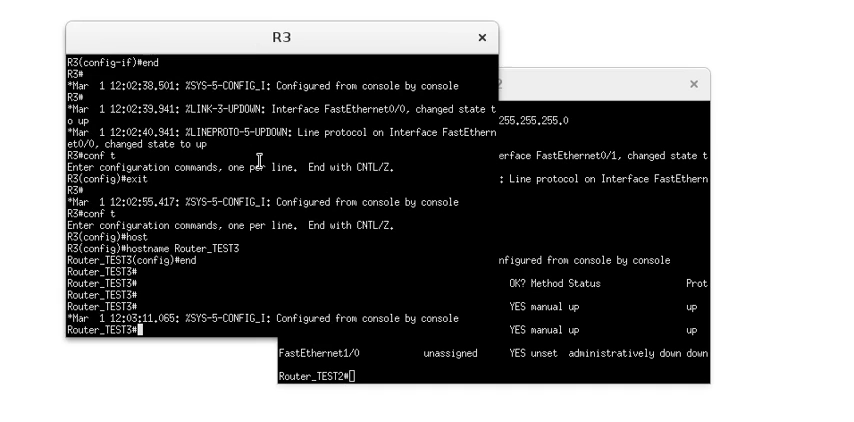 R3
R3(config-if)#end
R3#
*Mar  1 12:02:38.501: %SYS-5-CONFIG_I: Configured from console by console
R3#
*Mar  1 12:02:39.941: %LINK-3-UPDOWN: Interface FastEthernet0/0, changed state t
o up
*Mar  1 12:02:40.941: %LINEPROTO-5-UPDOWN: Line protocol on Interface FastEthern
et0/0, changed state to up
R3#conf t
Enter configuration commands, one per line.  End with CNTL/Z.
R3(config)#exit
R3#
*Mar  1 12:02:55.417: %SYS-5-CONFIG_I: Configured from console by console
R3#conf t
Enter configuration commands, one per line.  End with CNTL/Z.
R3(config)#host
R3(config)#hostname Router_TEST3
Router_TEST3(config)#end
Router_TEST3#
Router_TEST3#
Router_TEST3#
Router_TEST3#
*Mar  1 12:03:11.065: %SYS-5-CONFIG_I: Configured from console by console
Router_TEST3#
2
255.255.255.0
erface FastEthernet0/1, changed state t
: Line protocol on Interface FastEthern
nfigured from console by console
OK? Method Status Prot
YES manual up up
YES manual up up
FastEthernet1/0 unassigned YES unset administratively down down
Router_TEST2#